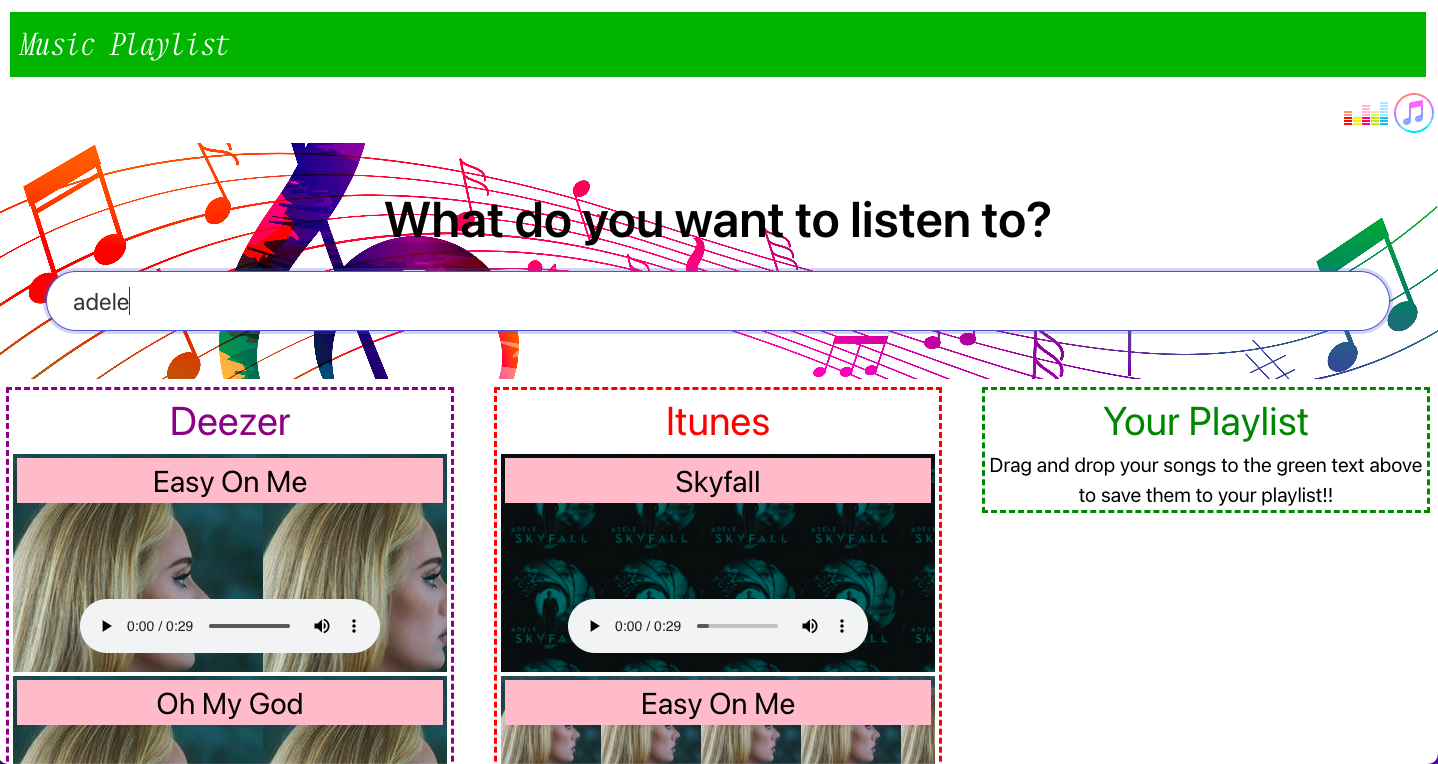 Music Playlist
What do you want to listen to?
adele
Deezer
Easy On Me
0:00 / 0:29
Oh My God
Itunes
Skyfall
ADELE
SKYFALL
0:00 / 0:29
Easy On Me
Your Playlist
Drag and drop your songs to the green text above
to save them to your playlist!!